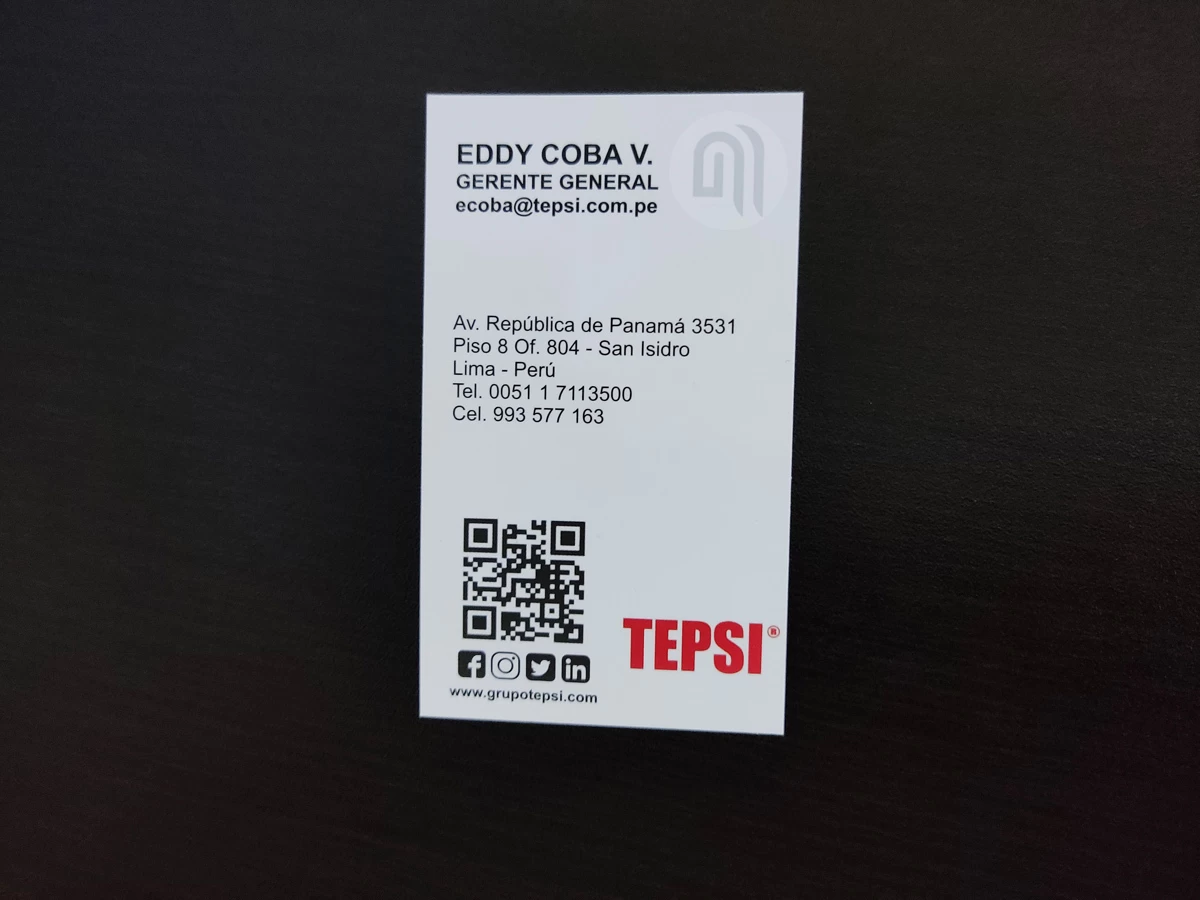 EDDY COBA V.
GERENTE GENERAL
ecoba@tepsi.com.pe
Av. República de Panamá 3531
Piso 8 Of. 804 - San Isidro
Lima - Perú
Tel. 0051 1 7113500
Cel. 993 577 163
TEPSI®
www.grupotepsi.com